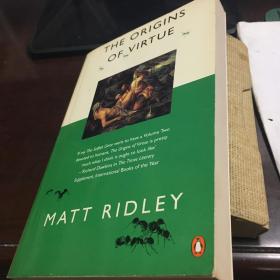 THE ORIGINS
OF VIRTUE
If my The Selfish Gene were to have a Volume Two
devoted to humans, The Origins of Virtue is pretty
much what I think it ought to look like
– Richard Dawkins in The Times Literary
Supplement, International Books of the Year
MATT RIDLEY